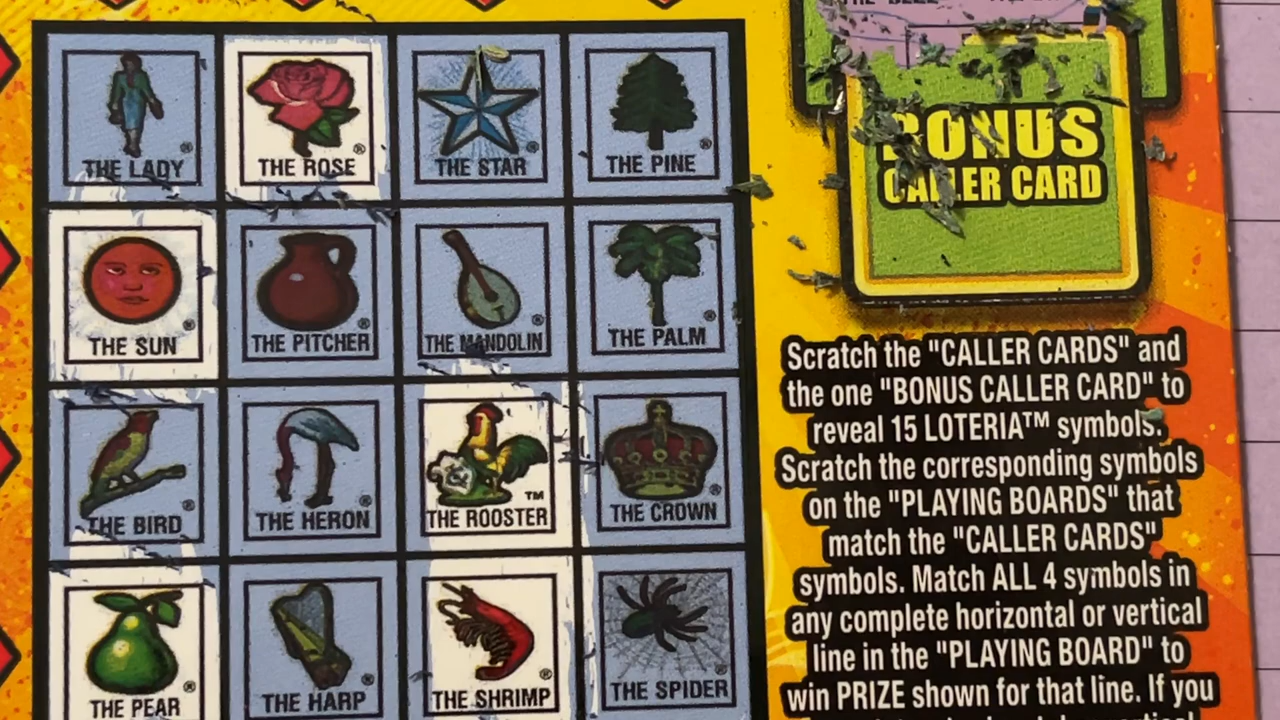 THE LADY ®
THE ROSE ®
THE STAR ®
THE PINE ®
THE SUN ®
THE PITCHER ®
THE MANDOLIN ®
THE PALM ®
THE BIRD ®
THE HERON ®
THE ROOSTER ™
THE CROWN ®
THE PEAR ®
THE HARP ®
THE SHRIMP ®
THE SPIDER ®
BONUS
CALLER CARD
Scratch the "CALLER CARDS" and
the one "BONUS CALLER CARD" to
reveal 15 LOTERIA™ symbols.
Scratch the corresponding symbols
on the "PLAYING BOARDS" that
match the "CALLER CARDS"
symbols. Match ALL 4 symbols in
any complete horizontal or vertical
line in the "PLAYING BOARD" to
win PRIZE shown for that line. If you